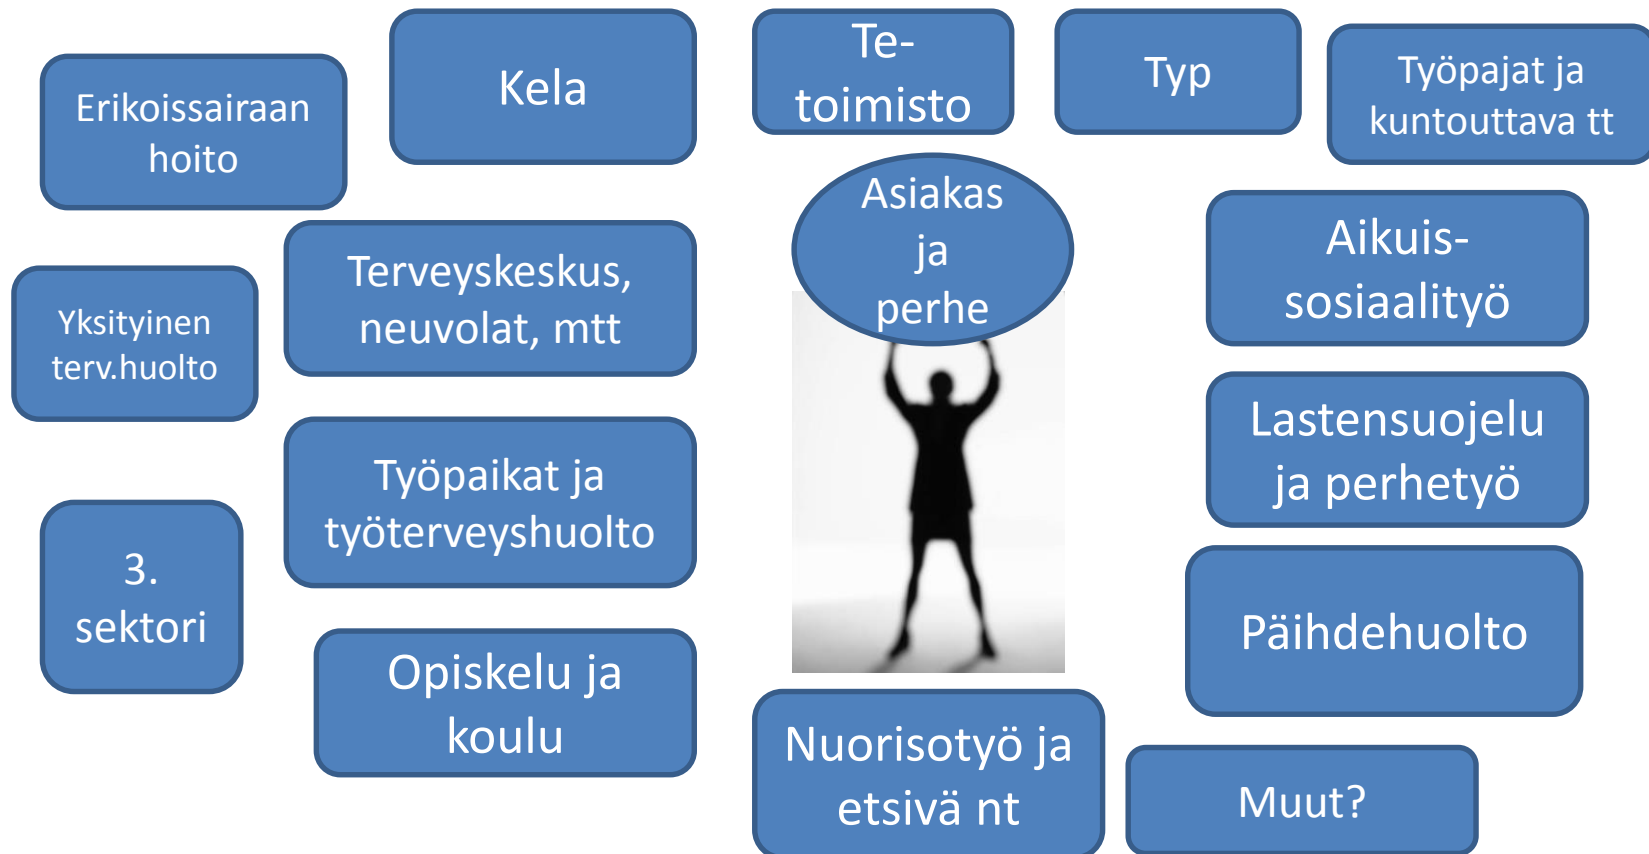 Erikoissairaan
hoito
Kela
Te-
toimisto
Typ
Työpajat ja
kuntouttava tt
Asiakas
ja
perhe
Terveyskeskus,
neuvolat, mtt
Aikuis-
sosiaalityö
Yksityinen
terv.huolto
Lastensuojelu
ja perhetyö
Työpaikat ja
työterveyshuolto
3.
sektori
Päihdehuolto
Opiskelu ja
koulu
Nuorisotyö ja
etsivä nt
Muut?